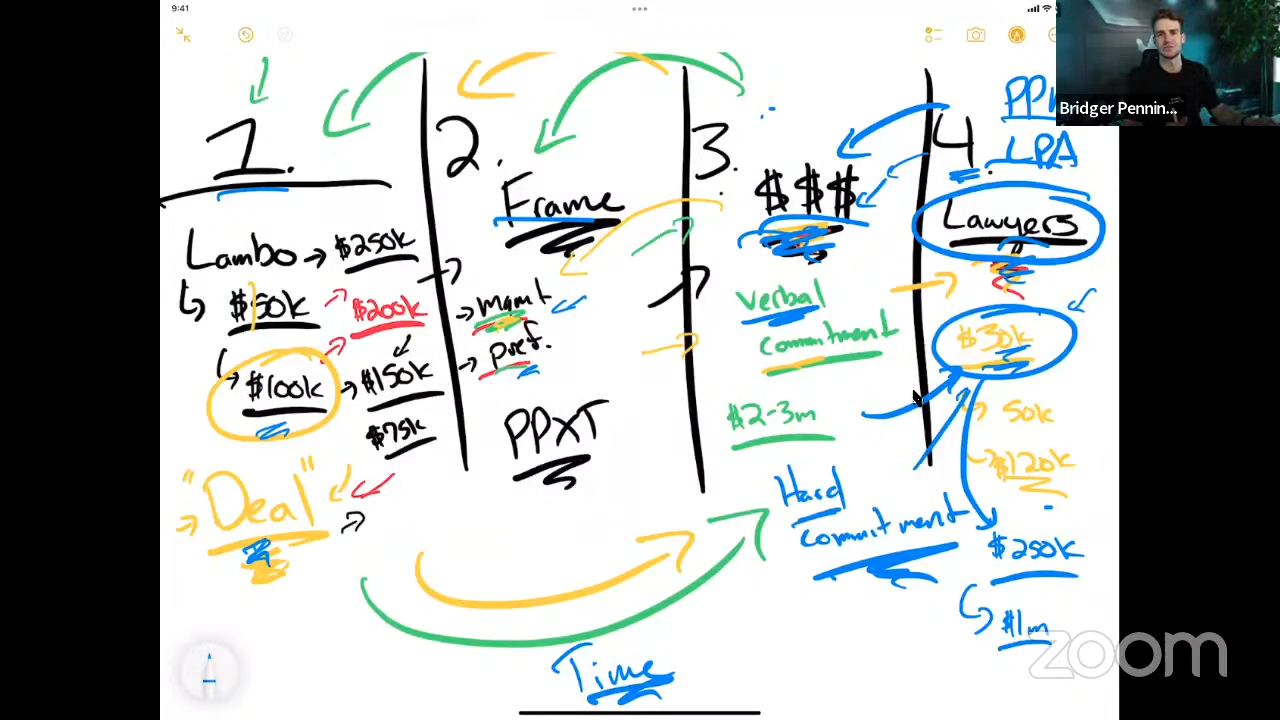 9:41
Bridger Pennin...
1.
Lambo → $250k
$50k → $200k
$100k → $150k
$75k
"Deal"
2.
Frame
→ mgmt
→ pref.
PPXT
3.
$$$
Verbal
commitment
$2-3m
Hard
commitment
4.
LPA
Lawyers
$30k
50k
$120k
$250k
$1m
Time
zoom